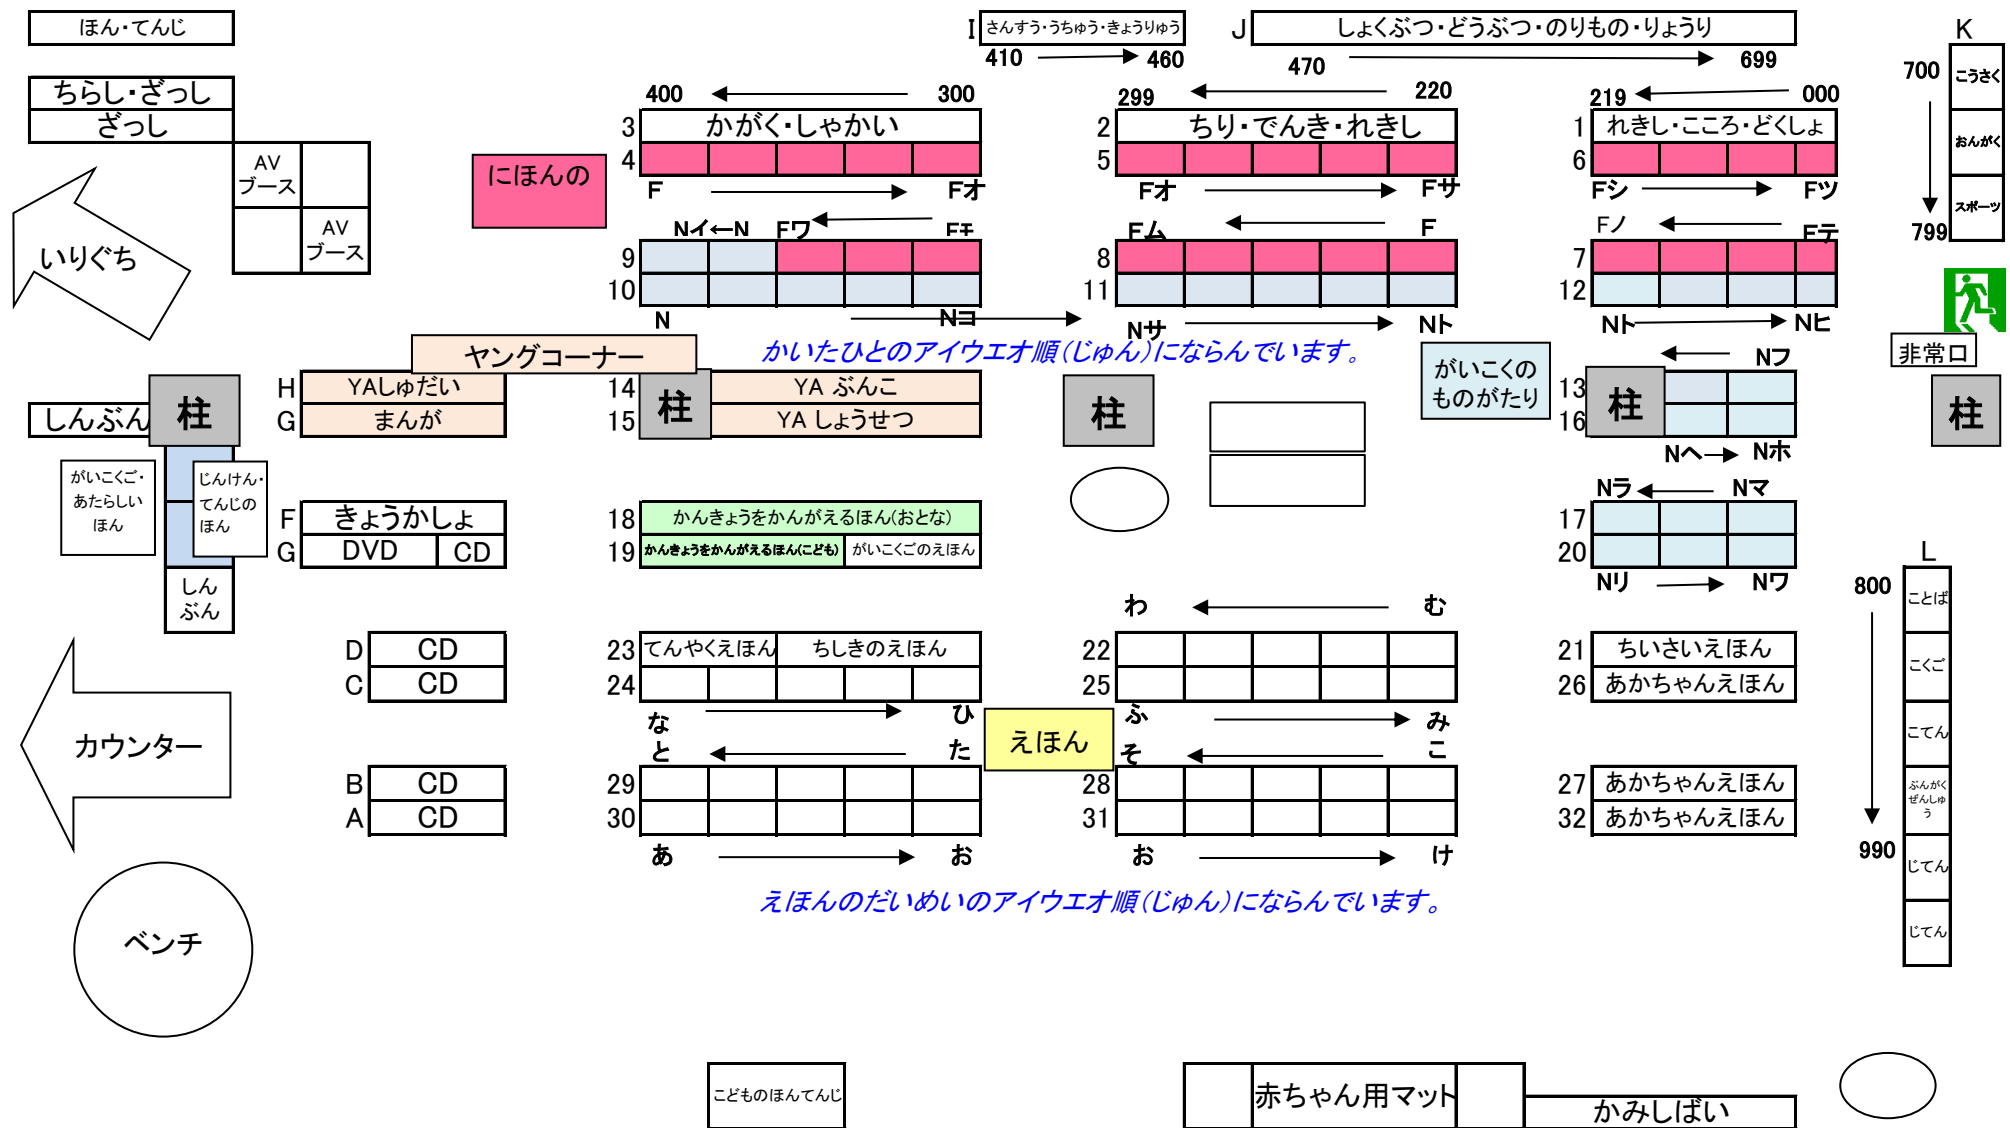 ほん・てんじ
I さんすう・うちゅう・きょうりゅう
410 460
J しょくぶつ・どうぶつ・のりもの・りょうり
470 699
K
700
こうさく
おんがく
スポーツ
799
ちらし・ざっし
ざっし
AV
ブース
AV
ブース
いりぐち
400 300
3 かがく・しゃかい
4
F Fオ
299 220
2 ちり・でんき・れきし
5
Fオ Fサ
219 000
1 れきし・こころ・どくしょ
6
Fシ Fツ
にほんの
Nイ←N Fワ Fモ
9
10
N Nコ
Fム F
8
11
Nサ Nト
Fノ Fテ
7
12
Nト Nヒ
非常口
ヤングコーナー
かいたひとのアイウエオ順(じゅん)にならんでいます。
がいこくの
ものがたり
しんぶん
柱
H YAしゅだい
G まんが
14 YA ぶんこ
柱
15 YA しょうせつ
柱
Nフ
13
柱
16
Nヘ Nホ
柱
がいこくご・
あたらしい
ほん
じんけん・
てんじの
ほん
しん
ぶん
F きょうかしょ
G DVD CD
18 かんきょうをかんがえるほん(おとな)
19 かんきょうをかんがえるほん(こども) がいこくごのえほん
Nラ Nマ
17
20
Nリ Nワ
L
800
ことば
こくご
こてん
ぶんがく
ぜんしゅ
う
990
じてん
じてん
カウンター
D CD
C CD
23 てんやくえほん ちしきのえほん
24
な ひ
わ む
22
25
ふ み
21 ちいさいえほん
26 あかちゃんえほん
えほん
B CD
A CD
と た
29
30
あ お
そ こ
28
31
お け
27 あかちゃんえほん
32 あかちゃんえほん
えほんのだいめいのアイウエオ順(じゅん)にならんでいます。
ベンチ
こどものほんてんじ
赤ちゃん用マット
かみしばい